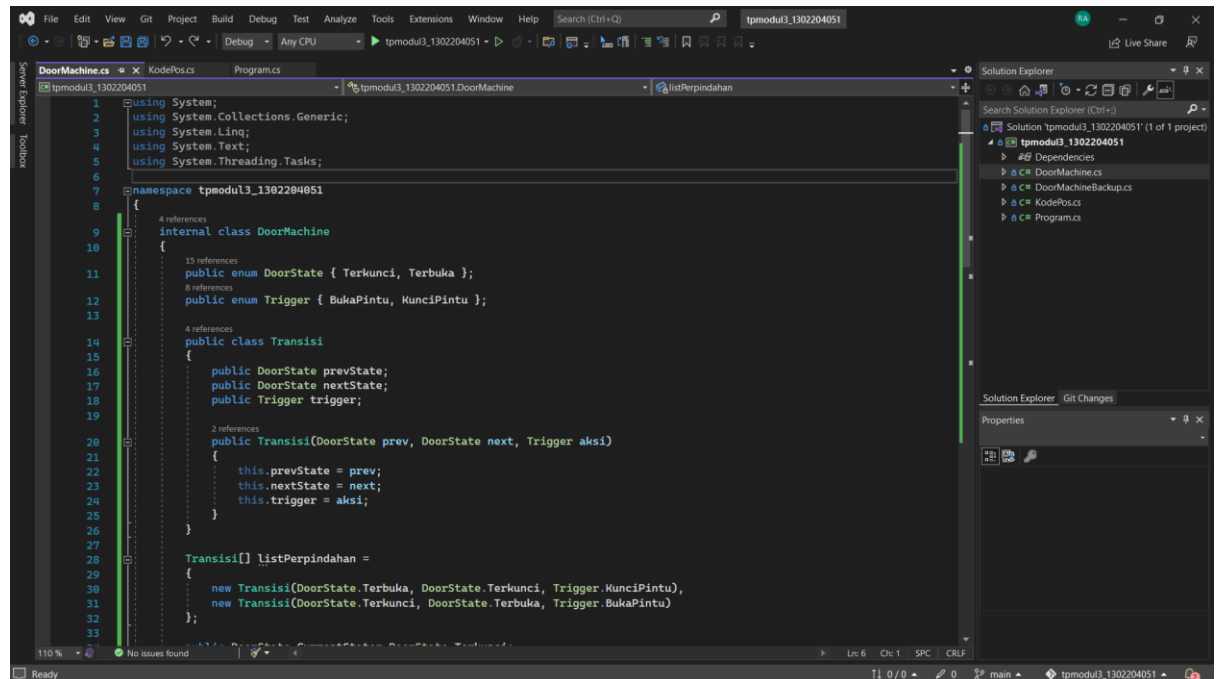 File Edit View Git Project Build Debug Test Analyze Tools Extensions Window Help Search (Ctrl+Q) tpmodul3_1302204051 RA
Debug Any CPU tpmodul3_1302204051 Live Share
Server Explorer
Toolbox
DoorMachine.cs KodePos.cs Program.cs
tpmodul3_1302204051 tpmodul3_1302204051.DoorMachine listPerpindahan
1 using System;
2 using System.Collections.Generic;
3 using System.Linq;
4 using System.Text;
5 using System.Threading.Tasks;
6
7 namespace tpmodul3_1302204051
8 {
4 references
9 internal class DoorMachine
10 {
15 references
11 public enum DoorState { Terkunci, Terbuka };
8 references
12 public enum Trigger { BukaPintu, KunciPintu };
13
4 references
14 public class Transisi
15 {
16 public DoorState prevState;
17 public DoorState nextState;
18 public Trigger trigger;
19
2 references
20 public Transisi(DoorState prev, DoorState next, Trigger aksi)
21 {
22 this.prevState = prev;
23 this.nextState = next;
24 this.trigger = aksi;
25 }
26 }
27
28 Transisi[] listPerpindahan =
29 {
30 new Transisi(DoorState.Terbuka, DoorState.Terkunci, Trigger.KunciPintu),
31 new Transisi(DoorState.Terkunci, DoorState.Terbuka, Trigger.BukaPintu)
32 };
33
110 % No issues found Ln: 6 Ch: 1 SPC CRLF
Solution Explorer
Search Solution Explorer (Ctrl+;)
Solution 'tpmodul3_1302204051' (1 of 1 project)
tpmodul3_1302204051
Dependencies
C# DoorMachine.cs
C# DoorMachineBackup.cs
C# KodePos.cs
C# Program.cs
Solution Explorer Git Changes
Properties
Ready 0 / 0 0 main tpmodul3_1302204051